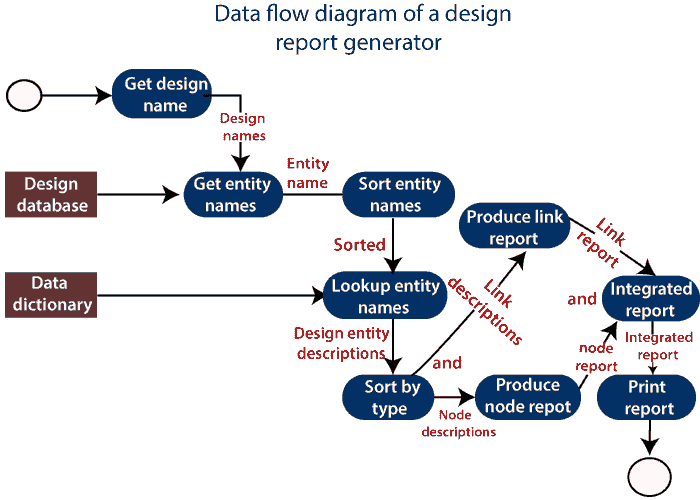 Data flow diagram of a design
report generator
Get design
name
Design
names
Design
database
Get entity
names
Entity
name
Sort entity
names
Sorted
Data
dictionary
Lookup entity
names
Design entity
descriptions
Sort by
type
and
Link
descriptions
Produce link
report
Link
report
Node
descriptions
Produce
node repot
node
report
and
Integrated
report
Integrated
report
Print
report